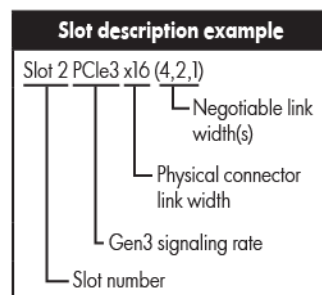 Slot description example
Slot 2 PCIe3 x16 (4,2,1)
Negotiable link
width(s)
Physical connector
link width
Gen3 signaling rate
Slot number